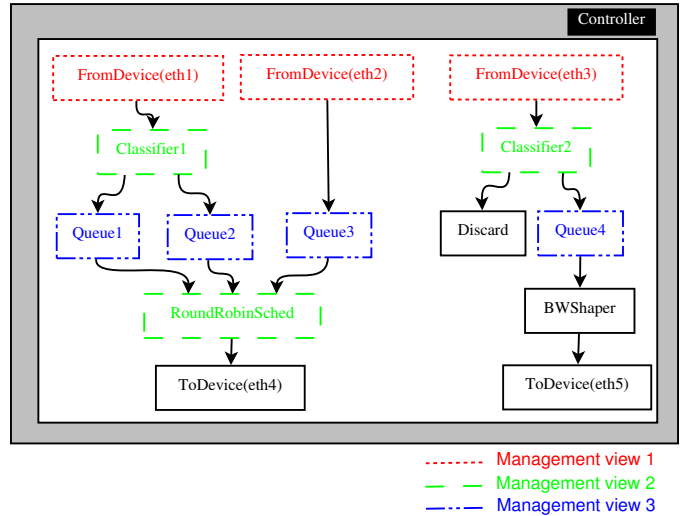 Controller
FromDevice(eth1)
FromDevice(eth2)
FromDevice(eth3)
Classifier1
Classifier2
Queue1
Queue2
Queue3
Discard
Queue4
RoundRobinSched
BWShaper
ToDevice(eth4)
ToDevice(eth5)
Management view 1
Management view 2
Management view 3